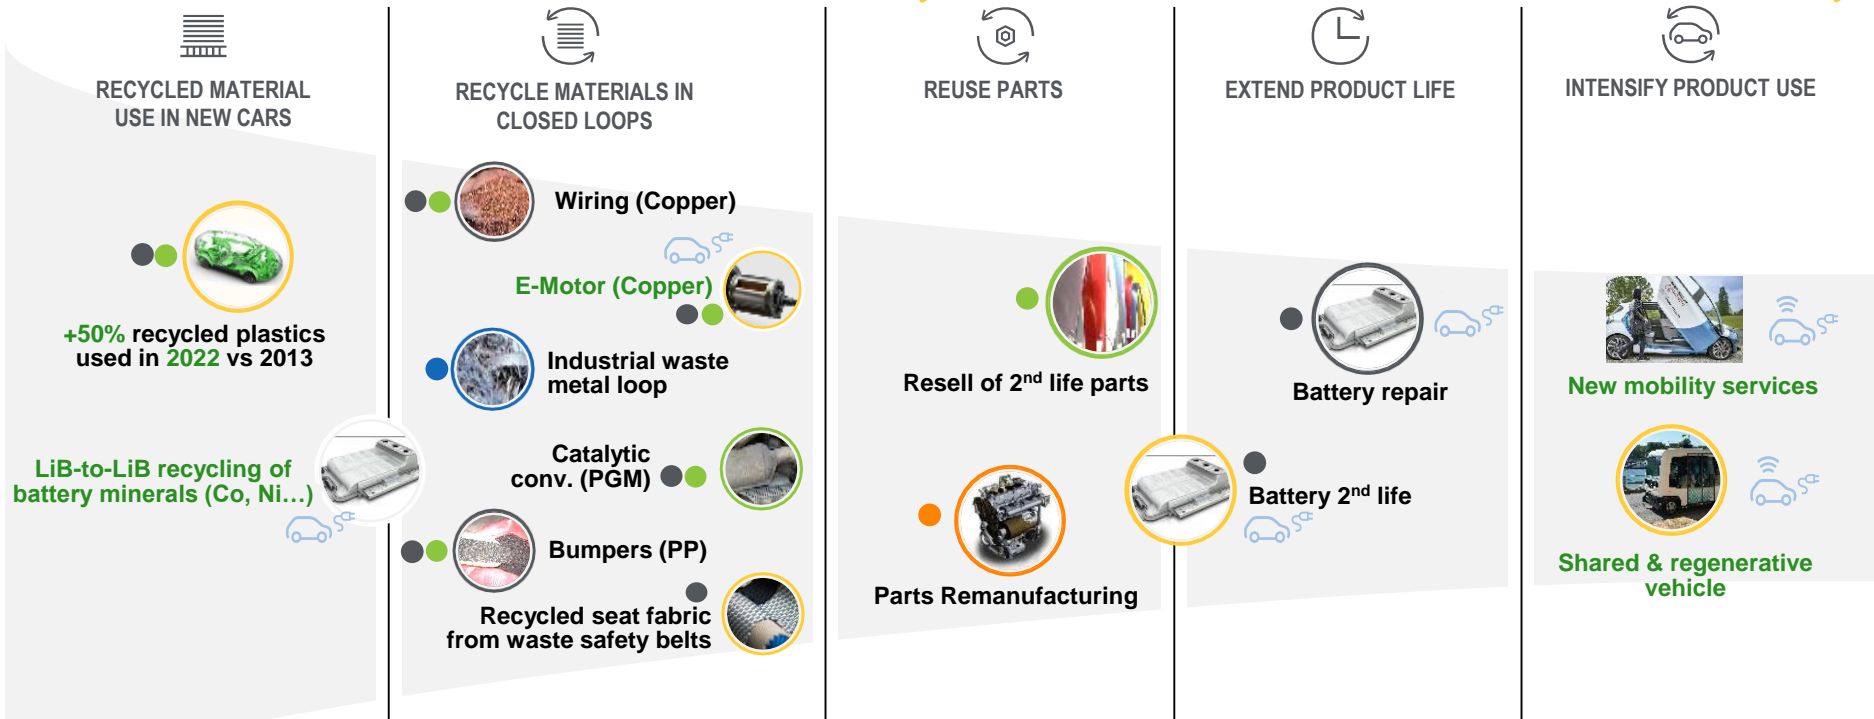 RECYCLED MATERIAL
USE IN NEW CARS
+50% recycled plastics
used in 2022 vs 2013
LiB-to-LiB recycling of
battery minerals (Co, Ni…)
RECYCLE MATERIALS IN
CLOSED LOOPS
Wiring (Copper)
E-Motor (Copper)
Industrial waste
metal loop
Catalytic
conv. (PGM)
Bumpers (PP)
Recycled seat fabric
from waste safety belts
REUSE PARTS
Resell of 2nd life parts
Parts Remanufacturing
EXTEND PRODUCT LIFE
Battery repair
Battery 2nd life
INTENSIFY PRODUCT USE
New mobility services
Shared & regenerative
vehicle